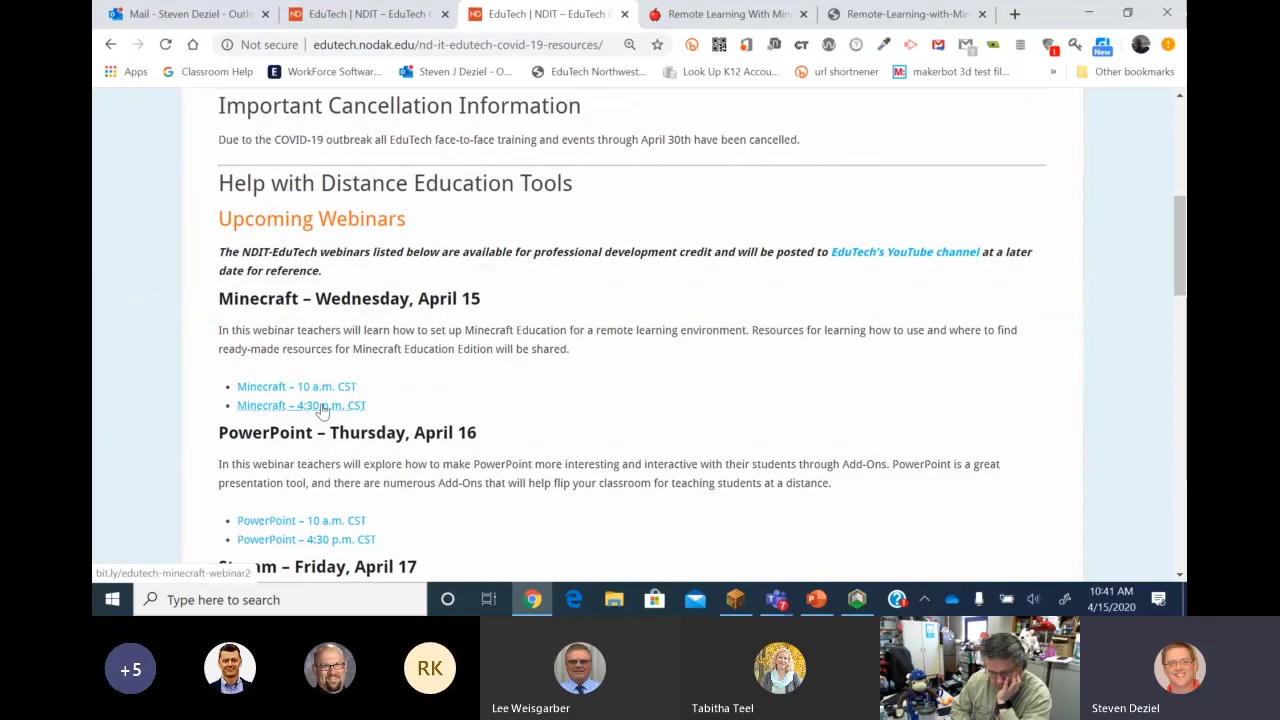 Mail - Steven Deziel - Outlo
EduTech | NDIT – EduTech C
EduTech | NDIT – EduTech C
Remote Learning With Minec
Remote-Learning-with-Min
Not secure | edutech.nodak.edu/nd-it-edutech-covid-19-resources/
New
Apps
Classroom Help
WorkForce Softwar...
Steven J Deziel - O...
EduTech Northwest...
Look Up K12 Accou...
url shortnener
makerbot 3d test fil...
»
Other bookmarks
Important Cancellation Information
Due to the COVID-19 outbreak all EduTech face-to-face training and events through April 30th have been cancelled.
Help with Distance Education Tools
Upcoming Webinars
The NDIT-EduTech webinars listed below are available for professional development credit and will be posted to EduTech's YouTube channel at a later
date for reference.
Minecraft – Wednesday, April 15
In this webinar teachers will learn how to set up Minecraft Education for a remote learning environment. Resources for learning how to use and where to find
ready-made resources for Minecraft Education Edition will be shared.
• Minecraft – 10 a.m. CST
• Minecraft – 4:30 p.m. CST
PowerPoint – Thursday, April 16
In this webinar teachers will explore how to make PowerPoint more interesting and interactive with their students through Add-Ons. PowerPoint is a great
presentation tool, and there are numerous Add-Ons that will help flip your classroom for teaching students at a distance.
• PowerPoint – 10 a.m. CST
• PowerPoint – 4:30 p.m. CST
– Friday, April 17
bit.ly/edutech-minecraft-webinar2
Type here to search
10:41 AM
4/15/2020
+5
RK
Lee Weisgarber
Tabitha Teel
Steven Deziel